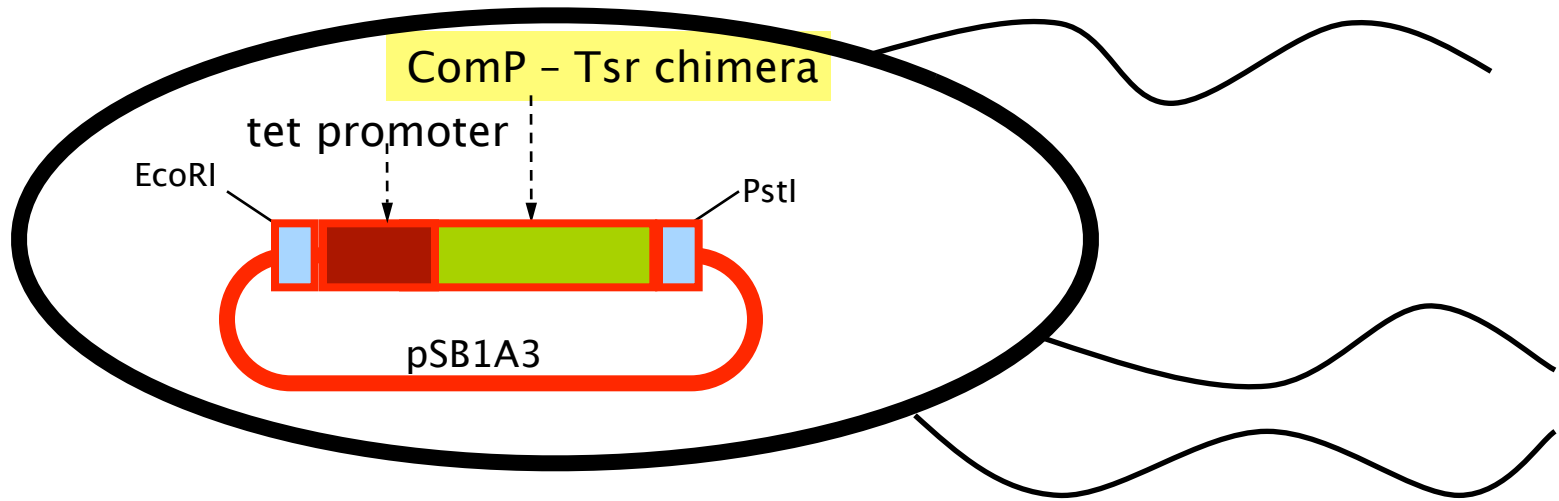 ComP – Tsr chimera
tet promoter
EcoRI
PstI
pSB1A3